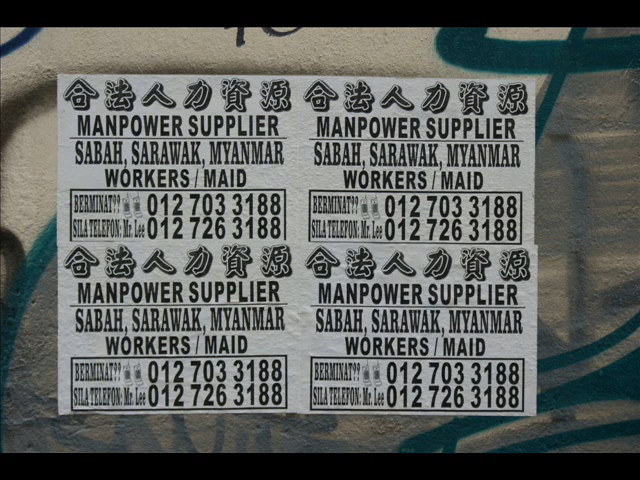 合法人力資源
MANPOWER SUPPLIER
SABAH, SARAWAK, MYANMAR
WORKERS / MAID
BERMINAT?? 012 703 3188
SILA TELEFON: Mr. Lee 012 726 3188
合法人力資源
MANPOWER SUPPLIER
SABAH, SARAWAK, MYANMAR
WORKERS / MAID
BERMINAT?? 012 703 3188
SILA TELEFON: Mr. Lee 012 726 3188
合法人力資源
MANPOWER SUPPLIER
SABAH, SARAWAK, MYANMAR
WORKERS / MAID
BERMINAT?? 012 703 3188
SILA TELEFON: Mr. Lee 012 726 3188
合法人力資源
MANPOWER SUPPLIER
SABAH, SARAWAK, MYANMAR
WORKERS / MAID
BERMINAT?? 012 703 3188
SILA TELEFON: Mr. Lee 012 726 3188